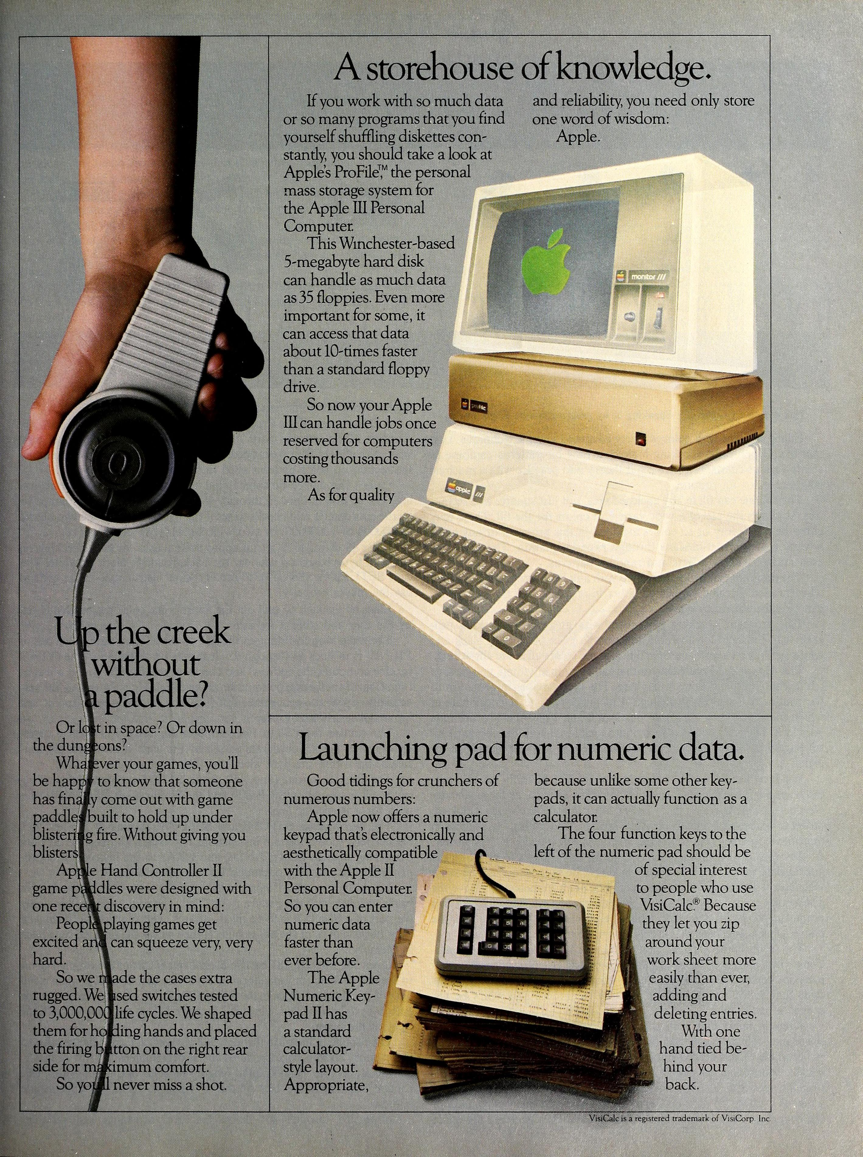 A storehouse of knowledge.
If you work with so much data
or so many programs that you find
yourself shuffling diskettes con-
stantly, you should take a look at
Apple's ProFile,™ the personal
mass storage system for
the Apple III Personal
Computer.
This Winchester-based
5-megabyte hard disk
can handle as much data
as 35 floppies. Even more
important for some, it
can access that data
about 10-times faster
than a standard floppy
drive.
So now your Apple
III can handle jobs once
reserved for computers
costing thousands
more.
As for quality
and reliability, you need only store
one word of wisdom:
Apple.
monitor ///
profile
apple ///
Up the creek
without
a paddle?
Or lost in space? Or down in
the dungeons?
Whatever your games, you'll
be happy to know that someone
has finally come out with game
paddles built to hold up under
blistering fire. Without giving you
blisters.
Apple Hand Controller II
game paddles were designed with
one recent discovery in mind:
People playing games get
excited and can squeeze very, very
hard.
So we made the cases extra
rugged. We used switches tested
to 3,000,000 life cycles. We shaped
them for holding hands and placed
the firing button on the right rear
side for maximum comfort.
So you'll never miss a shot.
Launching pad for numeric data.
Good tidings for crunchers of
numerous numbers:
Apple now offers a numeric
keypad that's electronically and
aesthetically compatible
with the Apple II
Personal Computer.
So you can enter
numeric data
faster than
ever before.
The Apple
Numeric Key-
pad II has
a standard
calculator-
style layout.
Appropriate,
because unlike some other key-
pads, it can actually function as a
calculator.
The four function keys to the
left of the numeric pad should be
of special interest
to people who use
VisiCalc.® Because
they let you zip
around your
work sheet more
easily than ever,
adding and
deleting entries.
With one
hand tied be-
hind your
back.
VisiCalc is a registered trademark of VisiCorp Inc